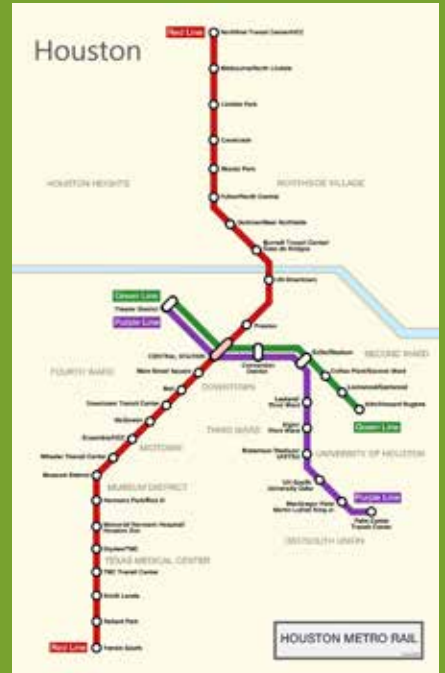 Houston
Red Line
Northline Transit Center/HCC
Melbourne/North Lindale
Lindale Park
Cavalcade
Moody Park
HOUSTON HEIGHTS
NORTHSIDE VILLAGE
Fulton/North Central
Quitman/Near Northside
Burnett Transit Center/
Casa de Amigos
UH-Downtown
Green Line
Theater District
Purple Line
Preston
CENTRAL STATION
Main Street Square
Convention
District
EaDo/Stadium
SECOND WARD
Coffee Plant/Second Ward
Lockwood/Eastwood
Altic/Howard Hughes
Green Line
FOURTH WARD
Bell
DOWNTOWN
Downtown Transit Center
McGowen
Ensemble/HCC
MIDTOWN
Wheeler Transit Center
Museum District
MUSEUM DISTRICT
Leeland/
Third Ward
THIRD WARD
Elgin/
Third Ward
Robertson Stadium/
UH/TSU
UNIVERSITY OF HOUSTON
UH South/
University Oaks
MacGregor Park/
Martin Luther King Jr.
Purple Line
Palm Center
Transit Center
OST/SOUTH UNION
Hermann Park/Rice U
Memorial Hermann Hospital/
Houston Zoo
Dryden/TMC
TEXAS MEDICAL CENTER
TMC Transit Center
Smith Lands
Reliant Park
Red Line
Fannin South
HOUSTON METRO RAIL